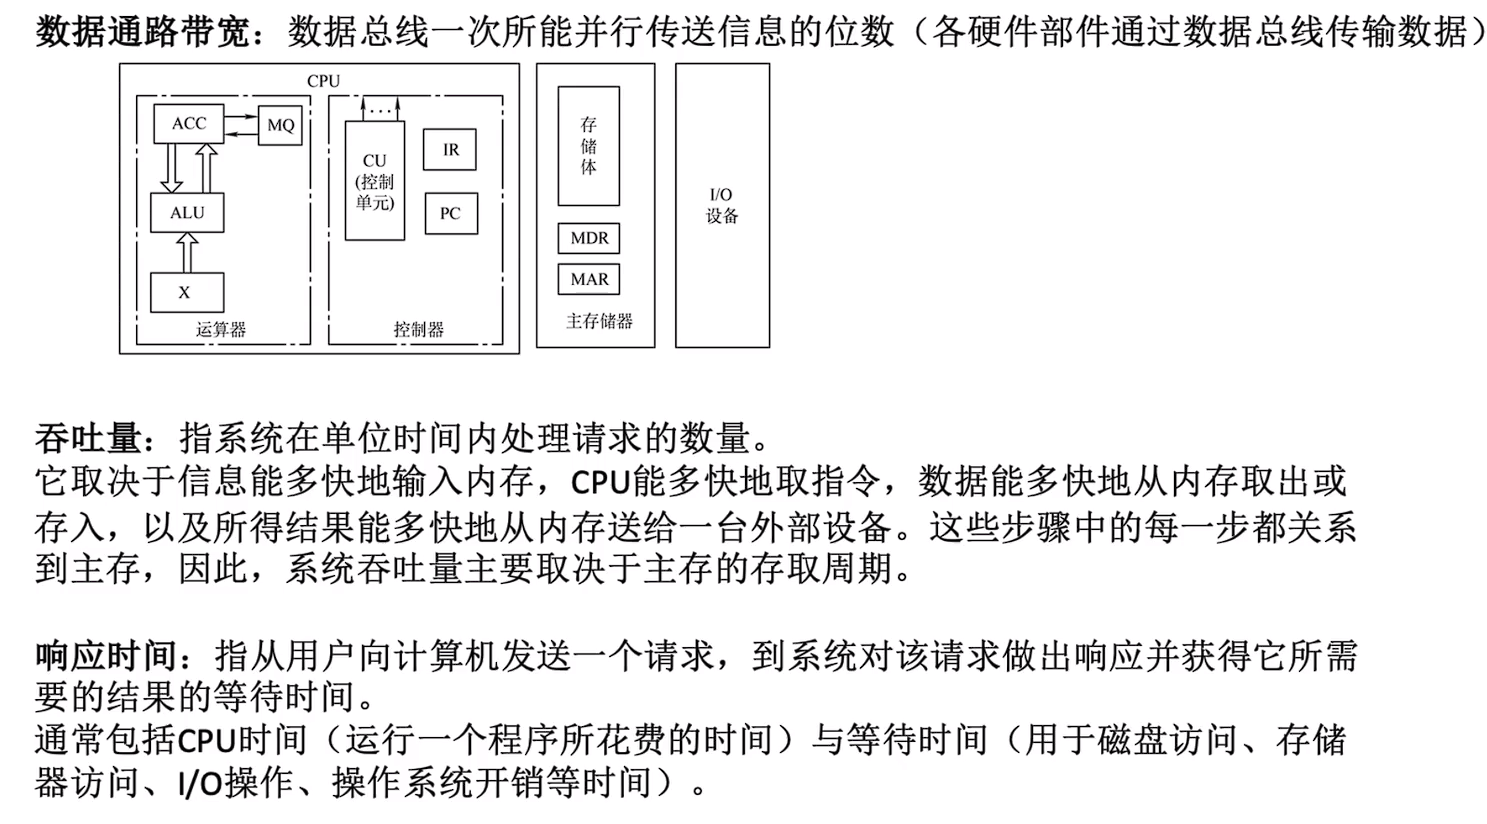 数据通路带宽：数据总线一次所能并行传送信息的位数（各硬件部件通过数据总线传输数据）
CPU
ACC
MQ
ALU
X
运算器
...
CU
(控制
单元)
IR
PC
控制器
存
储
体
MDR
MAR
主存储器
I/O
设备
吞吐量：指系统在单位时间内处理请求的数量。
它取决于信息能多快地输入内存，CPU能多快地取指令，数据能多快地从内存取出或
存入，以及所得结果能多快地从内存送给一台外部设备。这些步骤中的每一步都关系
到主存，因此，系统吞吐量主要取决于主存的存取周期。
响应时间：指从用户向计算机发送一个请求，到系统对该请求做出响应并获得它所需
要的结果的等待时间。
通常包括CPU时间（运行一个程序所花费的时间）与等待时间（用于磁盘访问、存储
器访问、I/O操作、操作系统开销等时间）。